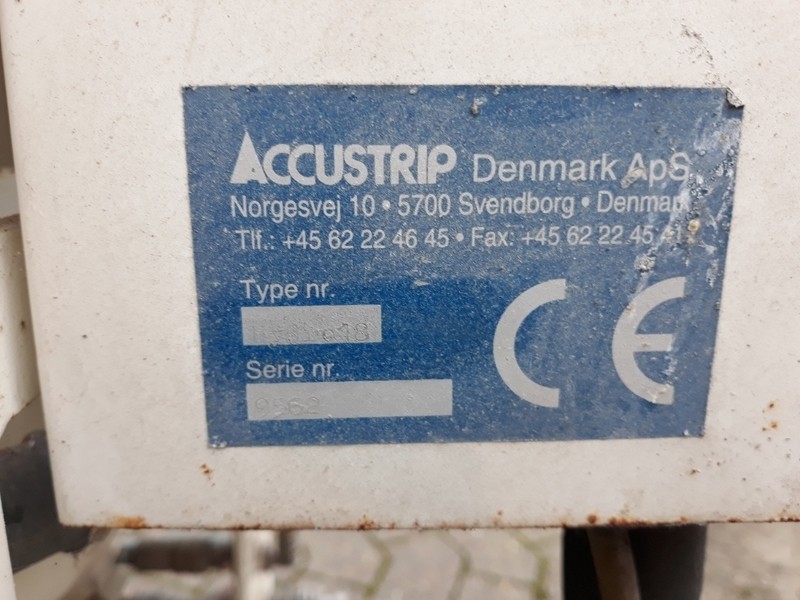 ACCUSTRIP Denmark ApS
Norgesvej 10 • 5700 Svendborg • Denmark
Tlf.: +45 62 22 46 45 • Fax: +45 62 22 45
Type nr.
Serie nr.
CE